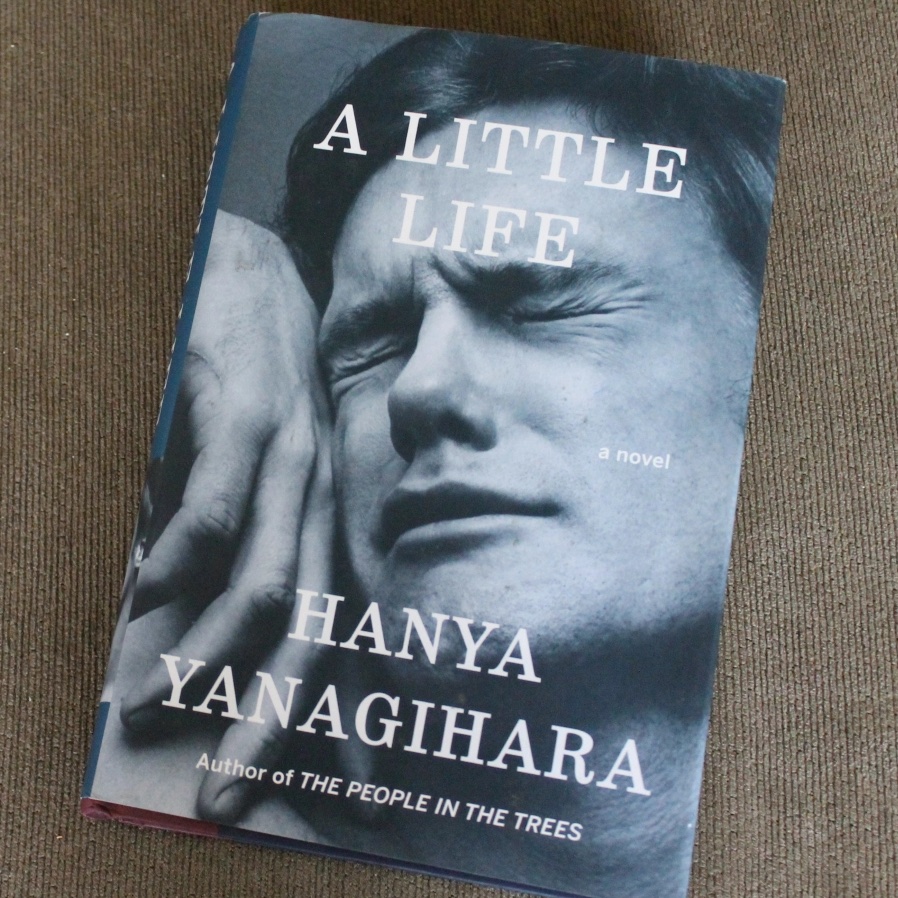 A LITTLE
LIFE
a novel
HANYA
YANAGIHARA
Author of THE PEOPLE IN THE TREES